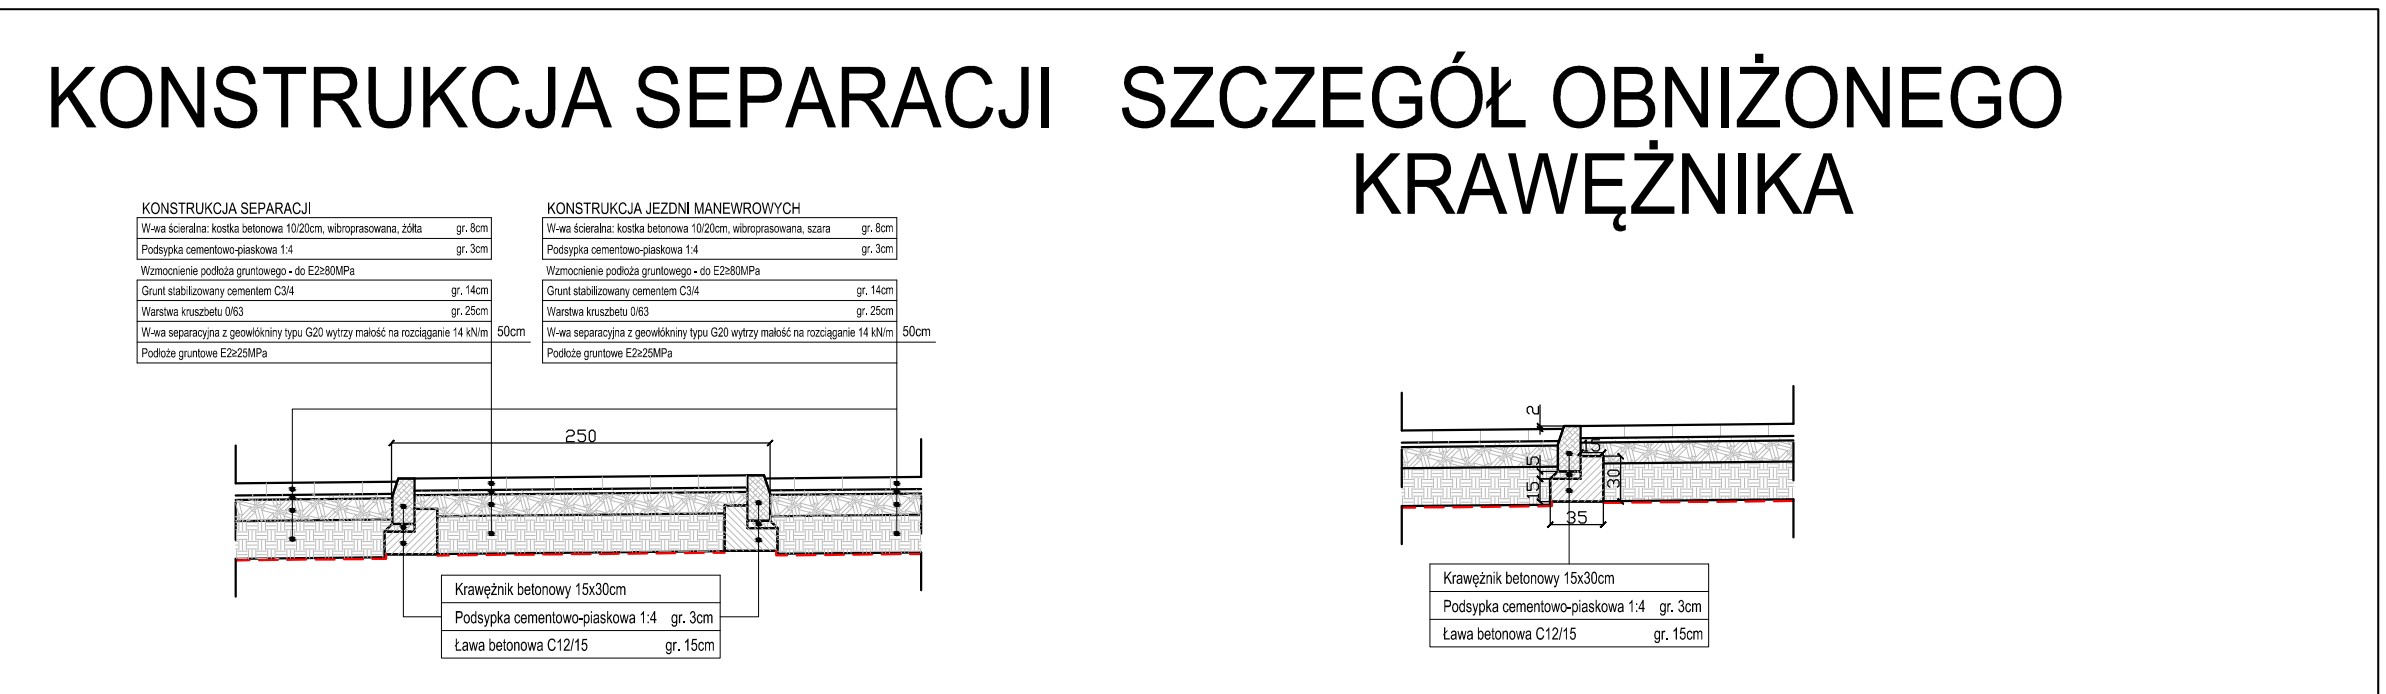 KONSTRUKCJA SEPARACJI
SZCZEGÓŁ OBNIŻONEGO
KRAWĘŻNIKA
KONSTRUKCJA SEPARACJI
W-wa ścieralna: kostka betonowa 10/20cm, wibroprasowana, żółta gr. 8cm
Podsypka cementowo-piaskowa 1:4 gr. 3cm
Wzmocnienie podłoża gruntowego - do E2≥80MPa
Grunt stabilizowany cementem C3/4 gr. 14cm
Warstwa kruszbetu 0/63 gr. 25cm
W-wa separacyjna z geowłókniny typu G20 wytrzy małość na rozciąganie 14 kN/m 50cm
Podłoże gruntowe E2≥25MPa
KONSTRUKCJA JEZDNI MANEWROWYCH
W-wa ścieralna: kostka betonowa 10/20cm, wibroprasowana, szara gr. 8cm
Podsypka cementowo-piaskowa 1:4 gr. 3cm
Wzmocnienie podłoża gruntowego - do E2≥80MPa
Grunt stabilizowany cementem C3/4 gr. 14cm
Warstwa kruszbetu 0/63 gr. 25cm
W-wa separacyjna z geowłókniny typu G20 wytrzy małość na rozciąganie 14 kN/m 50cm
Podłoże gruntowe E2≥25MPa
250
Krawężnik betonowy 15x30cm
Podsypka cementowo-piaskowa 1:4 gr. 3cm
Ława betonowa C12/15 gr. 15cm
2
15
5
15
30
35
Krawężnik betonowy 15x30cm
Podsypka cementowo-piaskowa 1:4 gr. 3cm
Ława betonowa C12/15 gr. 15cm